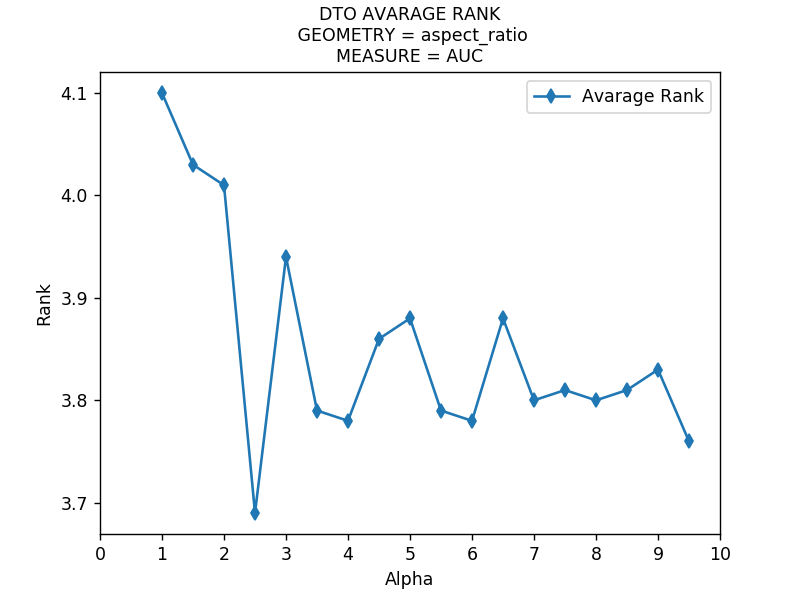 DTO AVARAGE RANK
GEOMETRY = aspect_ratio
MEASURE = AUC
Avarage Rank
4.1
4.0
3.9
3.8
3.7
Rank
0 1 2 3 4 5 6 7 8 9 10
Alpha